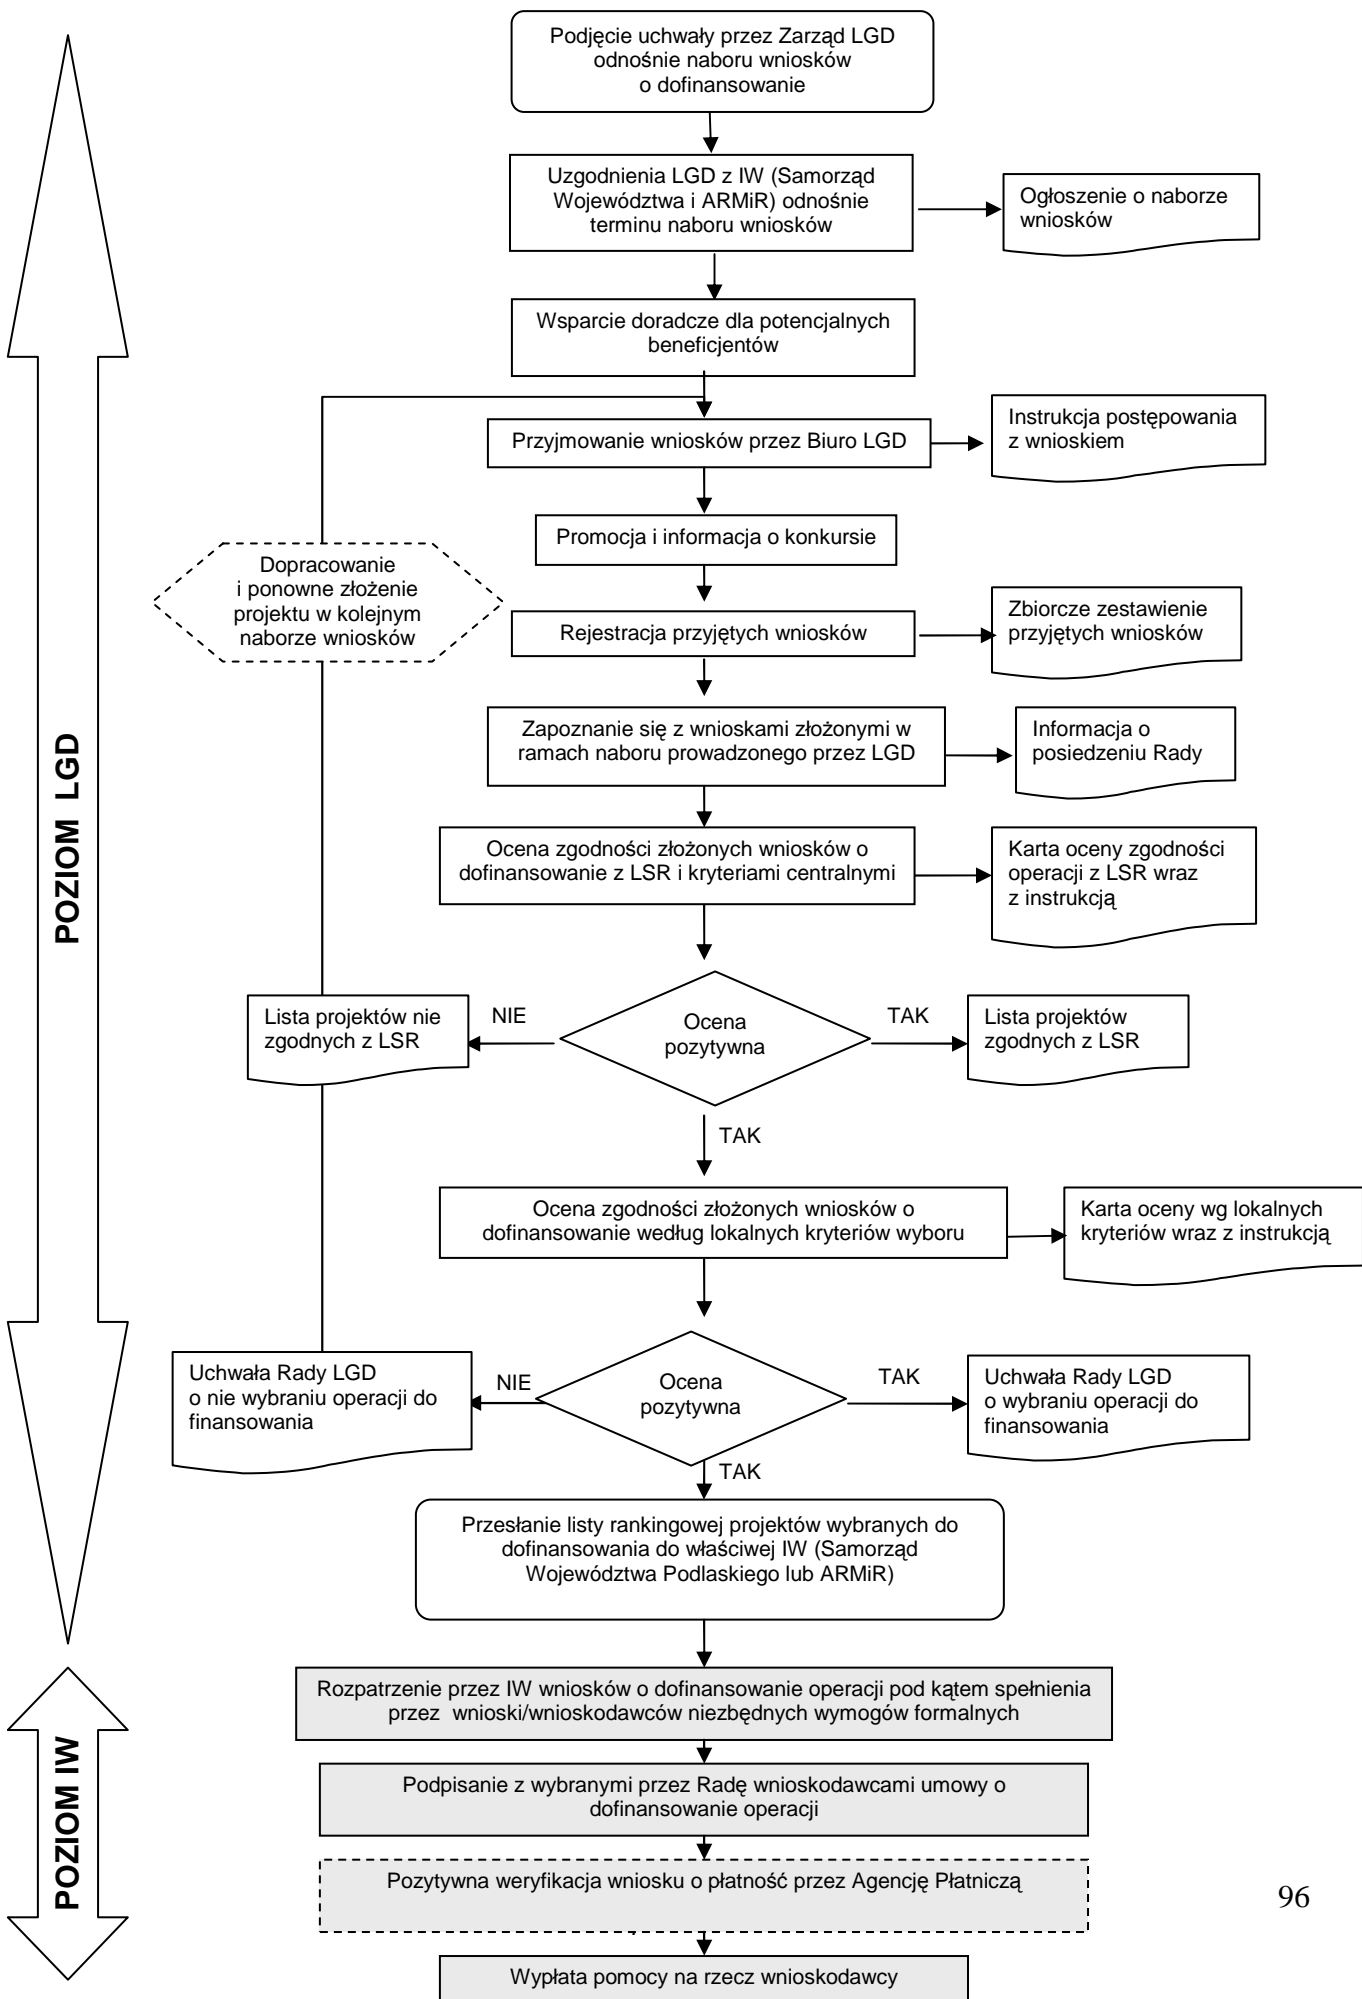 Podjęcie uchwały przez Zarząd LGD
odnośnie naboru wniosków
o dofinansowanie
Uzgodnienia LGD z IW (Samorząd
Województwa i ARMiR) odnośnie
terminu naboru wniosków
Ogłoszenie o naborze
wniosków
Wsparcie doradcze dla potencjalnych
beneficjentów
Przyjmowanie wniosków przez Biuro LGD
Instrukcja postępowania
z wnioskiem
Promocja i informacja o konkursie
Dopracowanie
i ponowne złożenie
projektu w kolejnym
naborze wniosków
Rejestracja przyjętych wniosków
Zbiorcze zestawienie
przyjętych wniosków
Zapoznanie się z wnioskami złożonymi w
ramach naboru prowadzonego przez LGD
Informacja o
posiedzeniu Rady
POZIOM LGD
Ocena zgodności złożonych wniosków o
dofinansowanie z LSR i kryteriami centralnymi
Karta oceny zgodności
operacji z LSR wraz
z instrukcją
Lista projektów nie
zgodnych z LSR
NIE
Ocena
pozytywna
TAK
Lista projektów
zgodnych z LSR
TAK
Ocena zgodności złożonych wniosków o
dofinansowanie według lokalnych kryteriów wyboru
Karta oceny wg lokalnych
kryteriów wraz z instrukcją
Uchwała Rady LGD
o nie wybraniu operacji do
finansowania
NIE
Ocena
pozytywna
TAK
Uchwała Rady LGD
o wybraniu operacji do
finansowania
TAK
Przesłanie listy rankingowej projektów wybranych do
dofinansowania do właściwej IW (Samorząd
Województwa Podlaskiego lub ARMiR)
Rozpatrzenie przez IW wniosków o dofinansowanie operacji pod kątem spełnienia
przez wnioski/wnioskodawców niezbędnych wymogów formalnych
POZIOM IW
Podpisanie z wybranymi przez Radę wnioskodawcami umowy o
dofinansowanie operacji
Pozytywna weryfikacja wniosku o płatność przez Agencję Płatniczą
96
Wypłata pomocy na rzecz wnioskodawcy